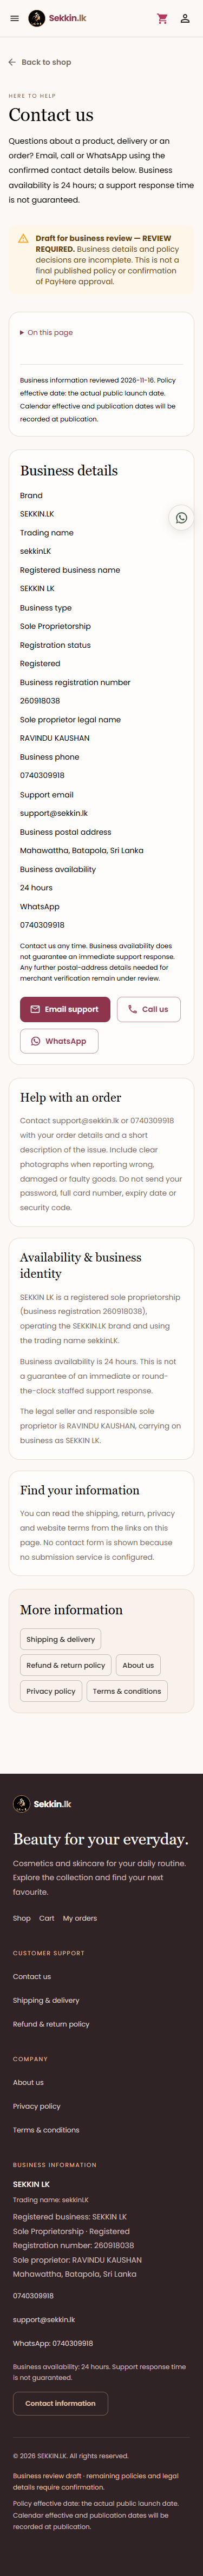 Sekkin.lk
Back to shop
HERE TO HELP
Contact us
Questions about a product, delivery or an
order? Email, call or WhatsApp using the
confirmed contact details below. Business
availability is 24 hours; a support response time
is not guaranteed.
Draft for business review — REVIEW
REQUIRED. Business details and policy
decisions are incomplete. This is not a
final published policy or confirmation
of PayHere approval.
On this page
Business information reviewed 2026-11-16. Policy
effective date: the actual public launch date.
Calendar effective and publication dates will be
recorded at publication.
Business details
Brand
SEKKIN.LK
Trading name
sekkinLK
Registered business name
SEKKIN LK
Business type
Sole Proprietorship
Registration status
Registered
Business registration number
260918038
Sole proprietor legal name
RAVINDU KAUSHAN
Business phone
0740309918
Support email
support@sekkin.lk
Business postal address
Mahawattha, Batapola, Sri Lanka
Business availability
24 hours
WhatsApp
0740309918
Contact us any time. Business availability does
not guarantee an immediate support response.
Any further postal-address details needed for
merchant verification remain under review.
Email support
Call us
WhatsApp
Help with an order
Contact support@sekkin.lk or 0740309918
with your order details and a short
description of the issue. Include clear
photographs when reporting wrong,
damaged or faulty goods. Do not send your
password, full card number, expiry date or
security code.
Availability & business
identity
SEKKIN LK is a registered sole proprietorship
(business registration 260918038),
operating the SEKKIN.LK brand and using
the trading name sekkinLK.
Business availability is 24 hours. This is not
a guarantee of an immediate or round-
the-clock staffed support response.
The legal seller and responsible sole
proprietor is RAVINDU KAUSHAN, carrying on
business as SEKKIN LK.
Find your information
You can read the shipping, return, privacy
and website terms from the links on this
page. No contact form is shown because
no submission service is configured.
More information
Shipping & delivery
Refund & return policy
About us
Privacy policy
Terms & conditions
Sekkin.lk
Beauty for your everyday.
Cosmetics and skincare for your daily routine.
Explore the collection and find your next
favourite.
Shop Cart My orders
CUSTOMER SUPPORT
Contact us
Shipping & delivery
Refund & return policy
COMPANY
About us
Privacy policy
Terms & conditions
BUSINESS INFORMATION
SEKKIN LK
Trading name: sekkinLK
Registered business: SEKKIN LK
Sole Proprietorship · Registered
Registration number: 260918038
Sole proprietor: RAVINDU KAUSHAN
Mahawattha, Batapola, Sri Lanka
0740309918
support@sekkin.lk
WhatsApp: 0740309918
Business availability: 24 hours. Support response time
is not guaranteed.
Contact information
© 2026 SEKKIN.LK. All rights reserved.
Business review draft · remaining policies and legal
details require confirmation.
Policy effective date: the actual public launch date.
Calendar effective and publication dates will be
recorded at publication.